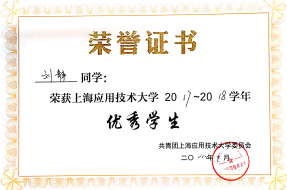 荣誉证书
刘静 同学：
荣获上海应用技术大学 2017~2018学年
优秀学生
共青团上海应用技术大学委员会
二〇一八年 月